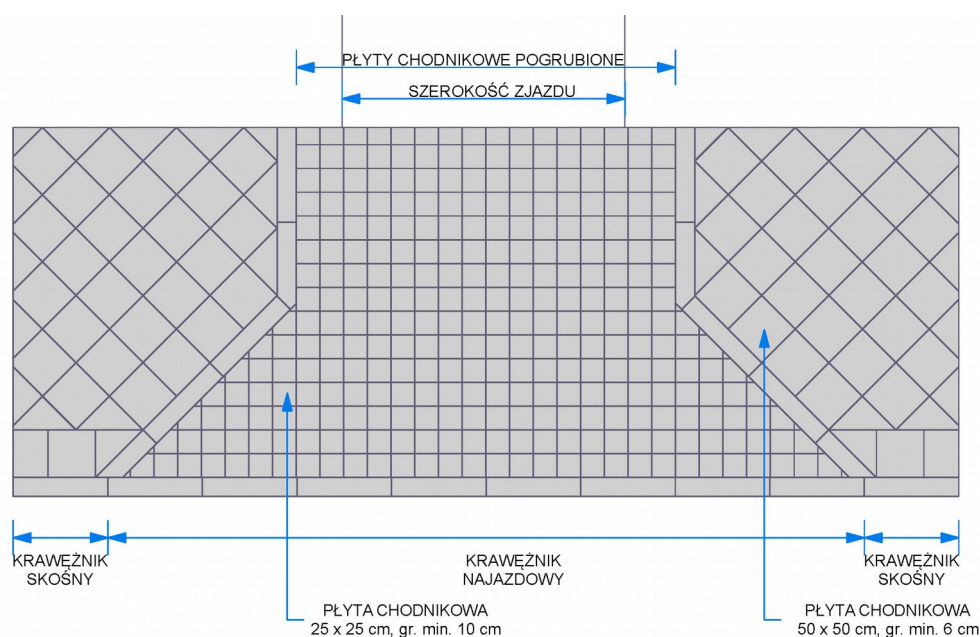 PŁYTY CHODNIKOWE POGRUBIONE
SZEROKOŚĆ ZJAZDU
KRAWĘŻNIK
SKOŚNY
KRAWĘŻNIK
NAJAZDOWY
KRAWĘŻNIK
SKOŚNY
PŁYTA CHODNIKOWA
25 x 25 cm, gr. min. 10 cm
PŁYTA CHODNIKOWA
50 x 50 cm, gr. min. 6 cm